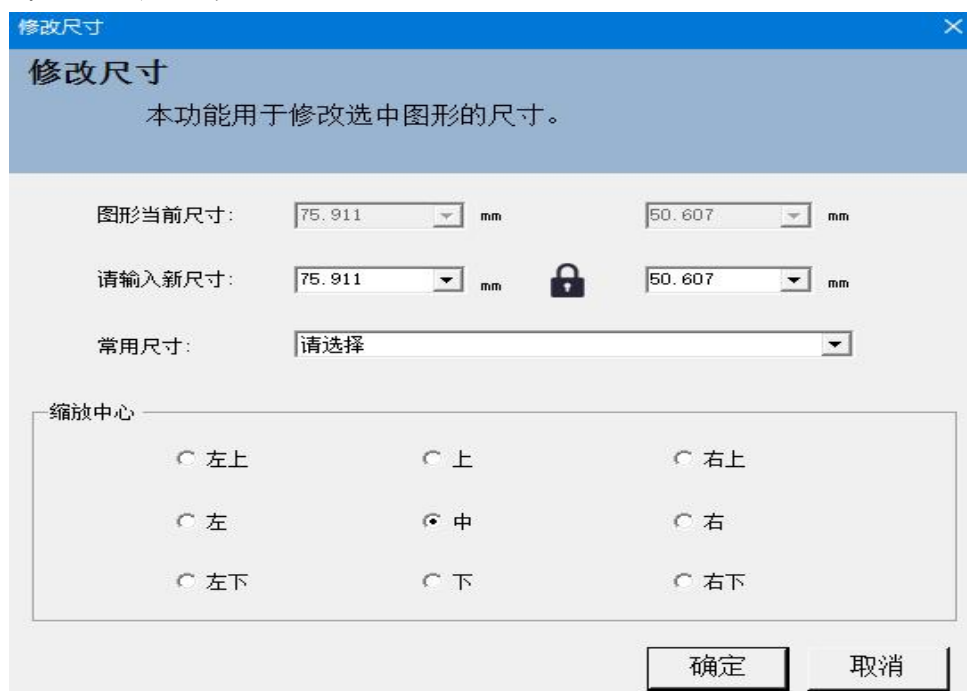 修改尺寸
修改尺寸
本功能用于修改选中图形的尺寸。
图形当前尺寸: 75.911 mm 50.607 mm
请输入新尺寸: 75.911 mm 50.607 mm
常用尺寸: 请选择
缩放中心
左上 上 右上
左 中 右
左下 下 右下
确定 取消